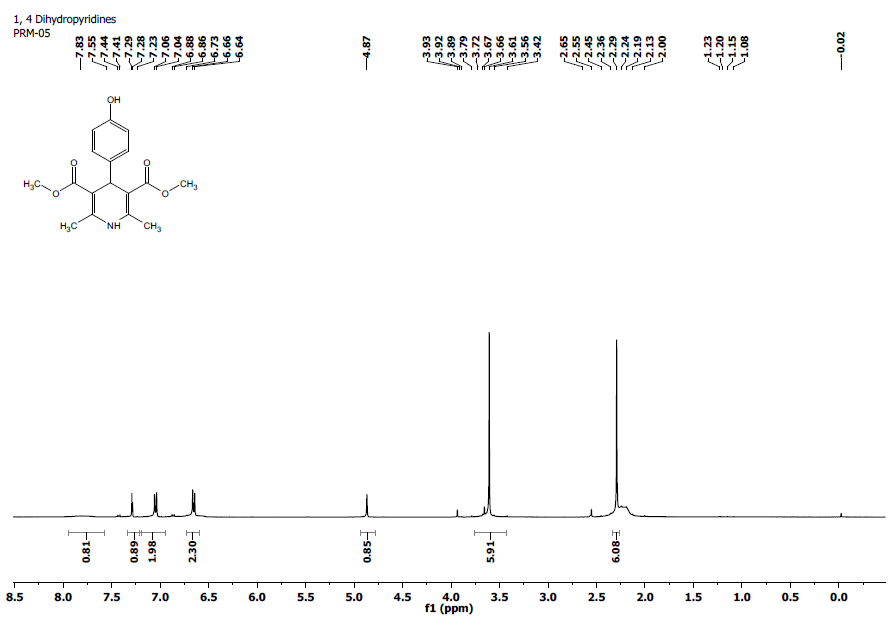 1, 4 Dihydropyridines
PRM-05
7.83 7.55 7.44 7.41 7.29 7.28 7.23 7.06 7.04 6.88 6.86 6.73 6.66 6.64 4.87 3.93 3.92 3.89 3.79 3.72 3.67 3.66 3.61 3.56 3.42 2.65 2.55 2.45 2.36 2.29 2.24 2.19 2.13 2.00 1.23 1.20 1.15 1.08 -0.02
OH
O O
H3C O O CH3
H3C NH CH3
0.81 0.89 1.98 2.30 0.85 5.91 6.08
8.5 8.0 7.5 7.0 6.5 6.0 5.5 5.0 4.5 4.0 3.5 3.0 2.5 2.0 1.5 1.0 0.5 0.0
f1 (ppm)